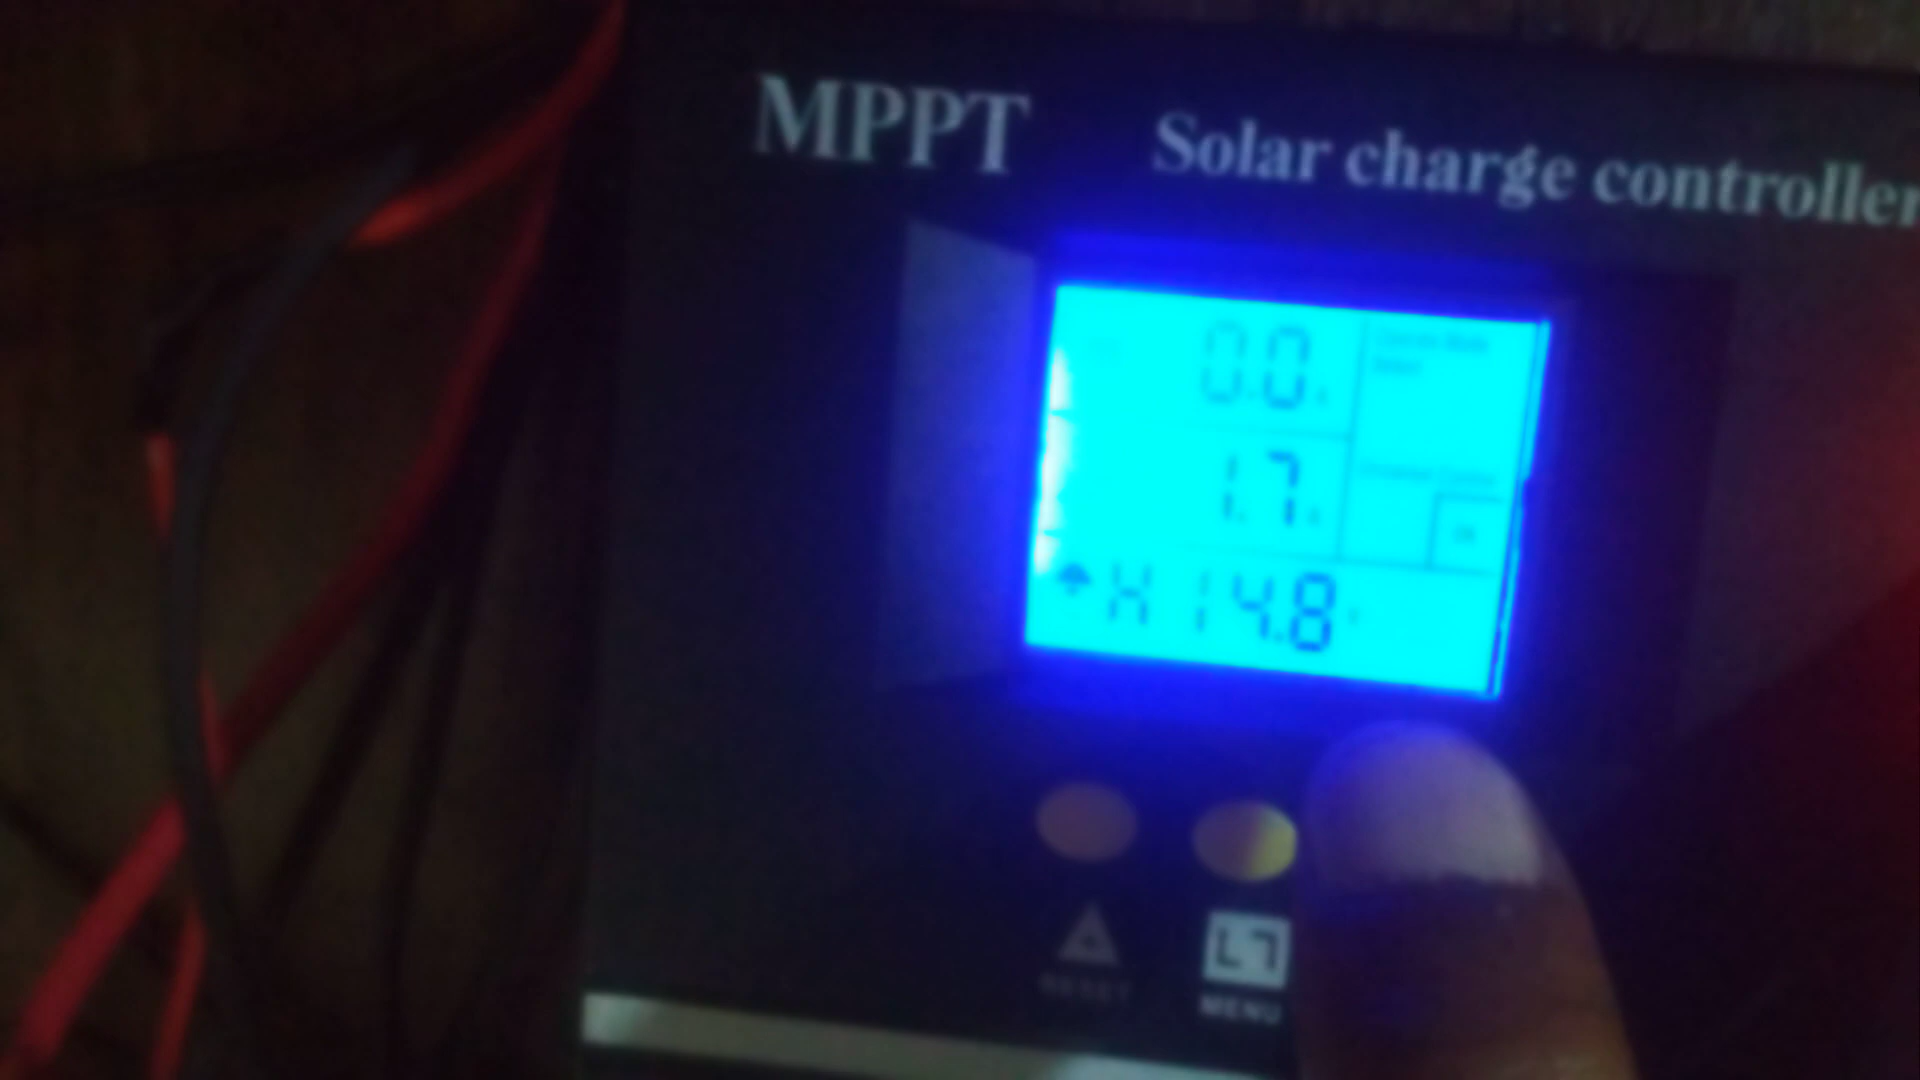 MPPT Solar charge controller
0.0
1.7
H 14.8
RESET MENU